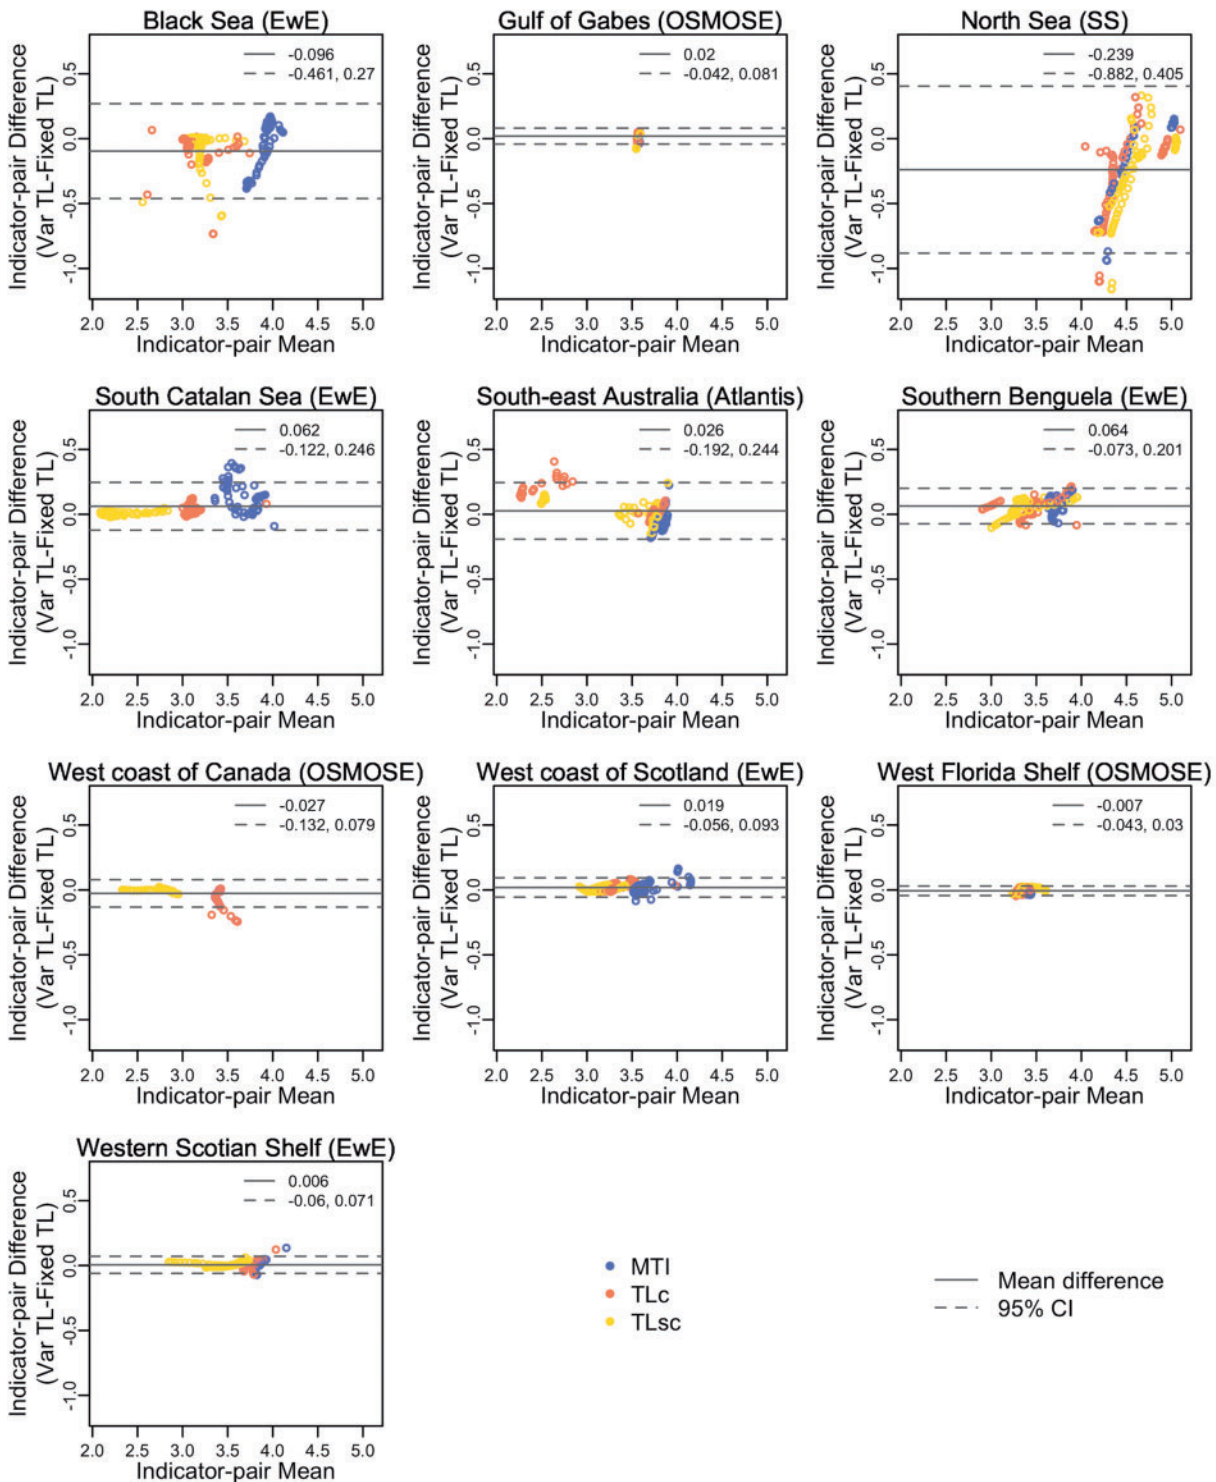 Black Sea (EwE)
Indicator-pair Difference
(Var TL-Fixed TL)
0.5
0.0
-0.5
-1.0
-0.096
-0.461, 0.27
2.0 2.5 3.0 3.5 4.0 4.5 5.0
Indicator-pair Mean
Gulf of Gabes (OSMOSE)
Indicator-pair Difference
(Var TL-Fixed TL)
0.5
0.0
-0.5
-1.0
0.02
-0.042, 0.081
2.0 2.5 3.0 3.5 4.0 4.5 5.0
Indicator-pair Mean
North Sea (SS)
Indicator-pair Difference
(Var TL-Fixed TL)
0.5
0.0
-0.5
-1.0
-0.239
-0.882, 0.405
2.0 2.5 3.0 3.5 4.0 4.5 5.0
Indicator-pair Mean
South Catalan Sea (EwE)
Indicator-pair Difference
(Var TL-Fixed TL)
0.5
0.0
-0.5
-1.0
0.062
-0.122, 0.246
2.0 2.5 3.0 3.5 4.0 4.5 5.0
Indicator-pair Mean
South-east Australia (Atlantis)
Indicator-pair Difference
(Var TL-Fixed TL)
0.5
0.0
-0.5
-1.0
0.026
-0.192, 0.244
2.0 2.5 3.0 3.5 4.0 4.5 5.0
Indicator-pair Mean
Southern Benguela (EwE)
Indicator-pair Difference
(Var TL-Fixed TL)
0.5
0.0
-0.5
-1.0
0.064
-0.073, 0.201
2.0 2.5 3.0 3.5 4.0 4.5 5.0
Indicator-pair Mean
West coast of Canada (OSMOSE)
Indicator-pair Difference
(Var TL-Fixed TL)
0.5
0.0
-0.5
-1.0
-0.027
-0.132, 0.079
2.0 2.5 3.0 3.5 4.0 4.5 5.0
Indicator-pair Mean
West coast of Scotland (EwE)
Indicator-pair Difference
(Var TL-Fixed TL)
0.5
0.0
-0.5
-1.0
0.019
-0.056, 0.093
2.0 2.5 3.0 3.5 4.0 4.5 5.0
Indicator-pair Mean
West Florida Shelf (OSMOSE)
Indicator-pair Difference
(Var TL-Fixed TL)
0.5
0.0
-0.5
-1.0
-0.007
-0.043, 0.03
2.0 2.5 3.0 3.5 4.0 4.5 5.0
Indicator-pair Mean
Western Scotian Shelf (EwE)
Indicator-pair Difference
(Var TL-Fixed TL)
0.5
0.0
-0.5
-1.0
0.006
-0.06, 0.071
2.0 2.5 3.0 3.5 4.0 4.5 5.0
Indicator-pair Mean
MTI
TLc
TLsc
Mean difference
95% CI